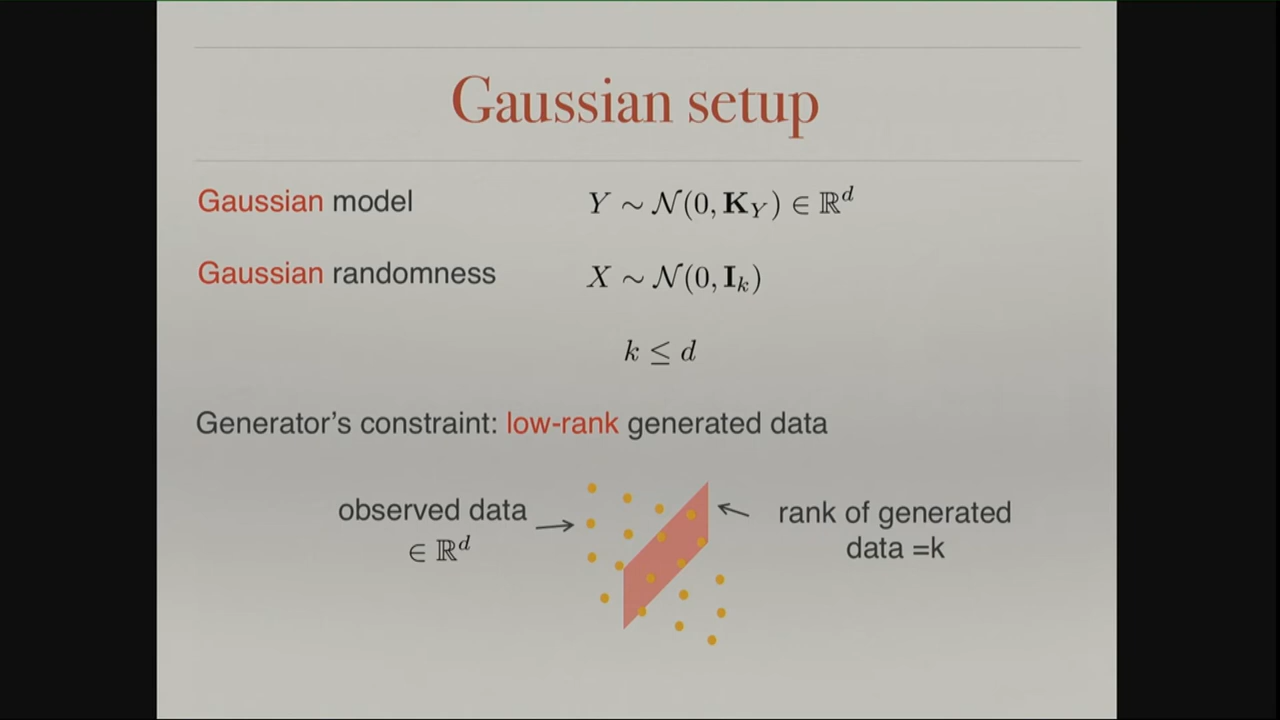 Gaussian setup
Gaussian model Y ∼ 𝒩(0, K_Y) ∈ ℝ^d
Gaussian randomness X ∼ 𝒩(0, I_k)
k ≤ d
Generator's constraint: low-rank generated data
observed data
∈ ℝ^d
rank of generated
data =k